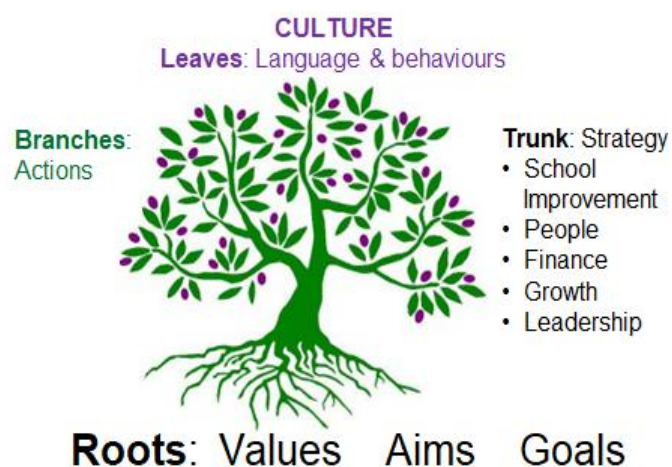 CULTURE
Leaves: Language & behaviours
Branches:
Actions
Trunk: Strategy
• School
Improvement
• People
• Finance
• Growth
• Leadership
Roots: Values Aims Goals